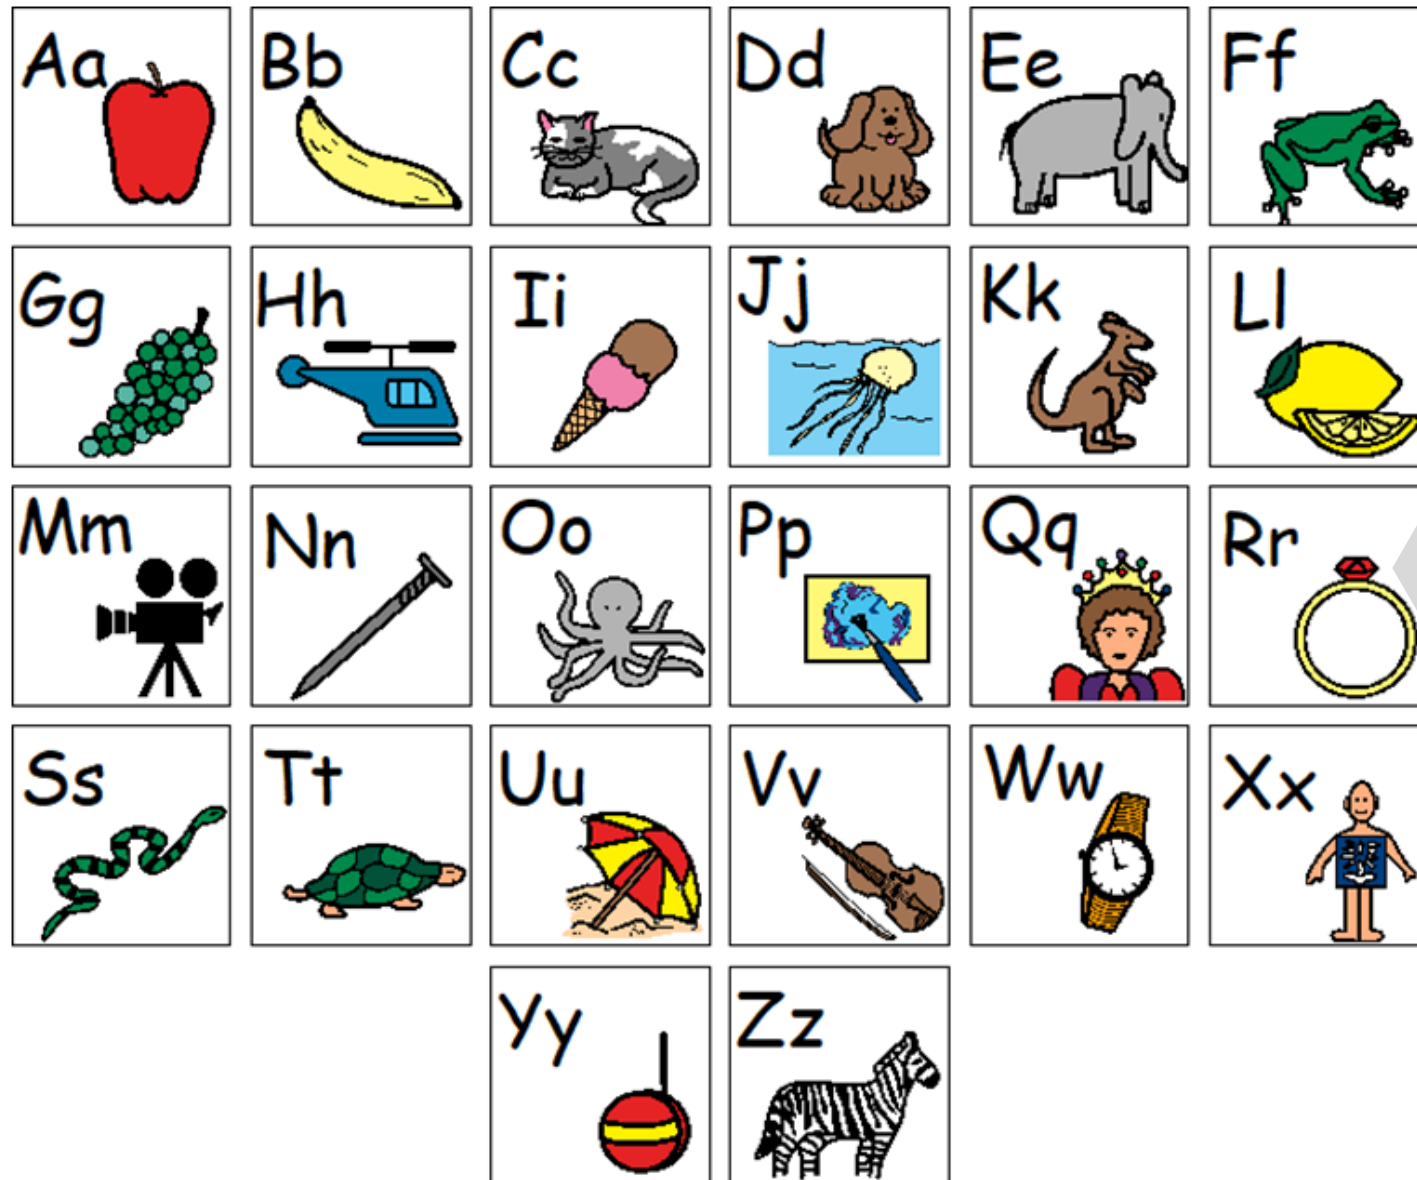 Aa Bb Cc Dd Ee Ff
Gg Hh Ii Jj Kk Ll
Mm Nn Oo Pp Qq Rr
Ss Tt Uu Vv Ww Xx
Yy Zz